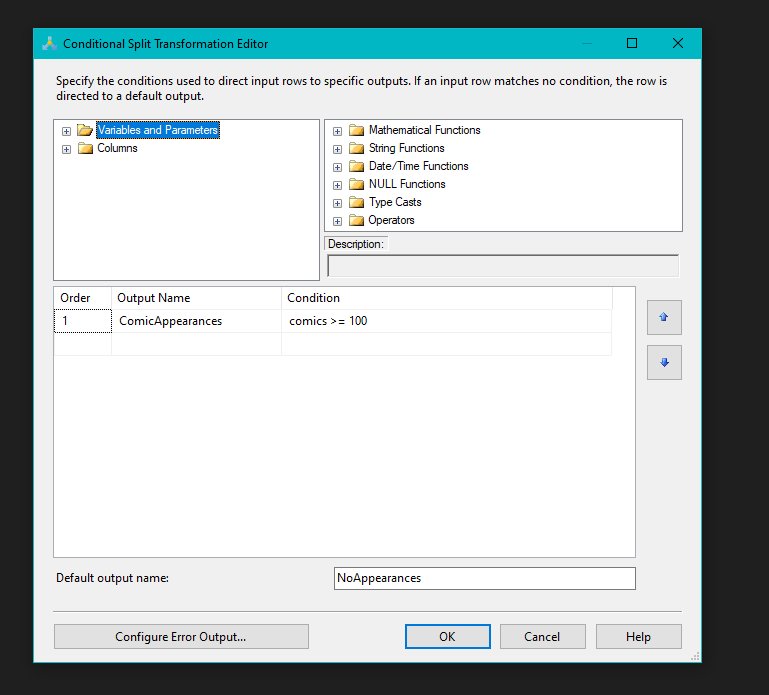 Conditional Split Transformation Editor
Specify the conditions used to direct input rows to specific outputs. If an input row matches no condition, the row is
directed to a default output.
Variables and Parameters
Columns
Mathematical Functions
String Functions
Date/Time Functions
NULL Functions
Type Casts
Operators
Description:
Order Output Name Condition
1 ComicAppearances comics >= 100
Default output name: NoAppearances
Configure Error Output... OK Cancel Help